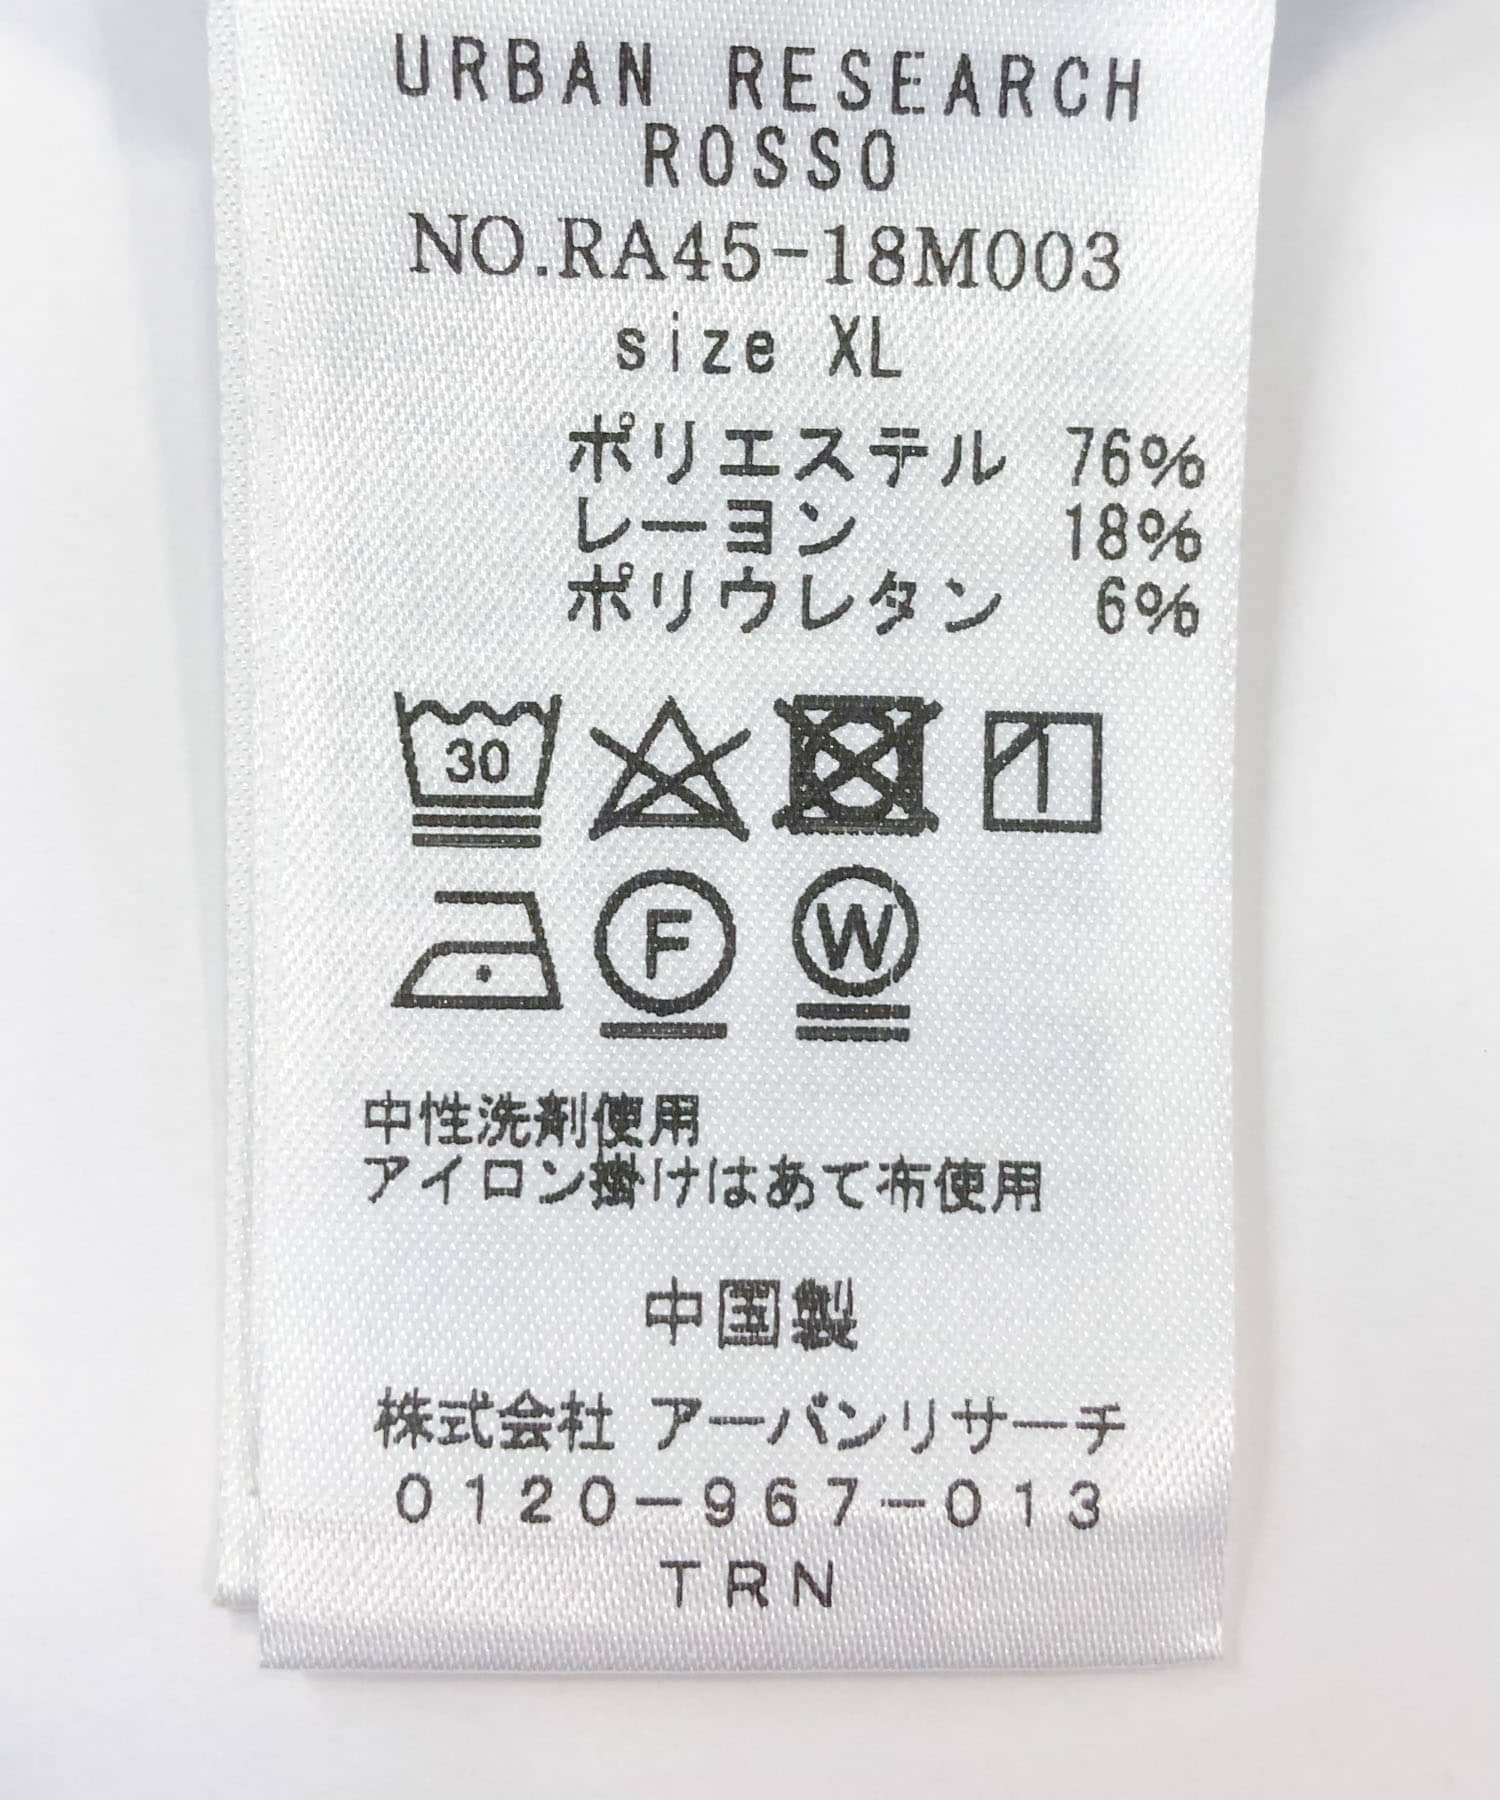 URBAN RESEARCH
ROSSO
NO.RA45-18M003
size XL
ポリエステル 76%
レーヨン 18%
ポリウレタン 6%
30
F W
中性洗剤使用
アイロン掛けはあて布使用
中国製
株式会社 アーバンリサーチ
0120-967-013
TRN